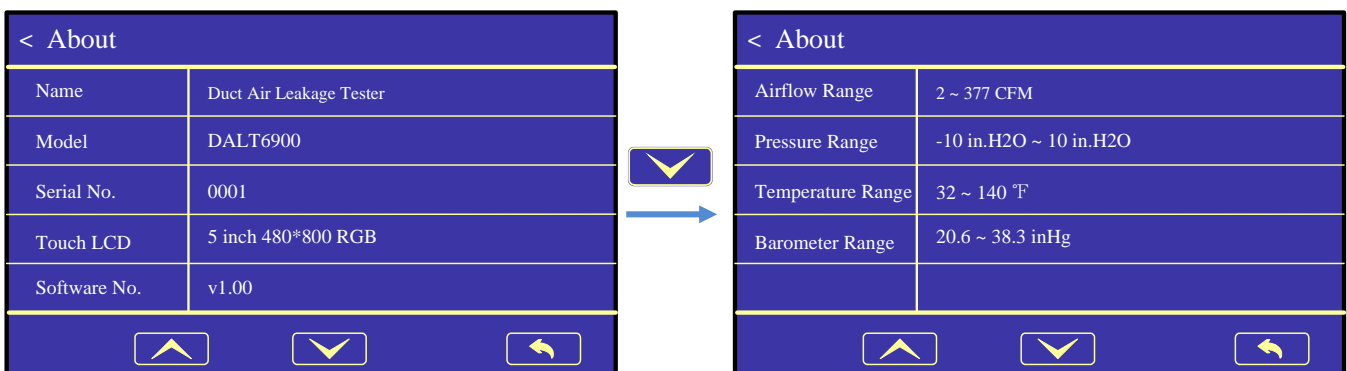 < About
Name Duct Air Leakage Tester
Model DALT6900
Serial No. 0001
Touch LCD 5 inch 480*800 RGB
Software No. v1.00
< About
Airflow Range 2 ~ 377 CFM
Pressure Range -10 in.H2O ~ 10 in.H2O
Temperature Range 32 ~ 140 ℉
Barometer Range 20.6 ~ 38.3 inHg